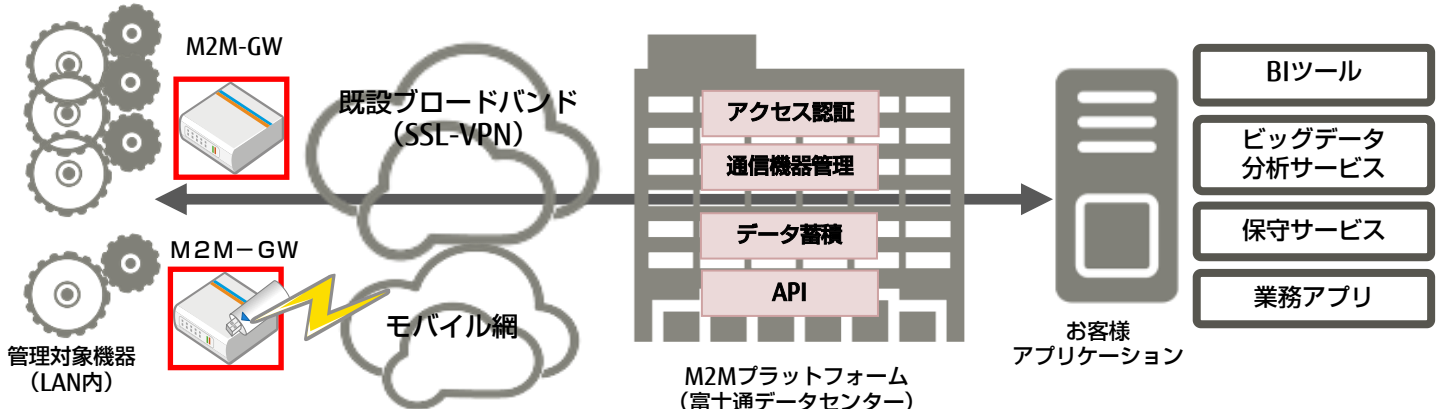 M2M-GW
既設ブロードバンド
（SSL-VPN）
M2M－GW
モバイル網
管理対象機器
（LAN内）
アクセス認証
通信機器管理
データ蓄積
API
M2Mプラットフォーム
（富士通データセンター）
お客様
アプリケーション
BIツール
ビッグデータ
分析サービス
保守サービス
業務アプリ